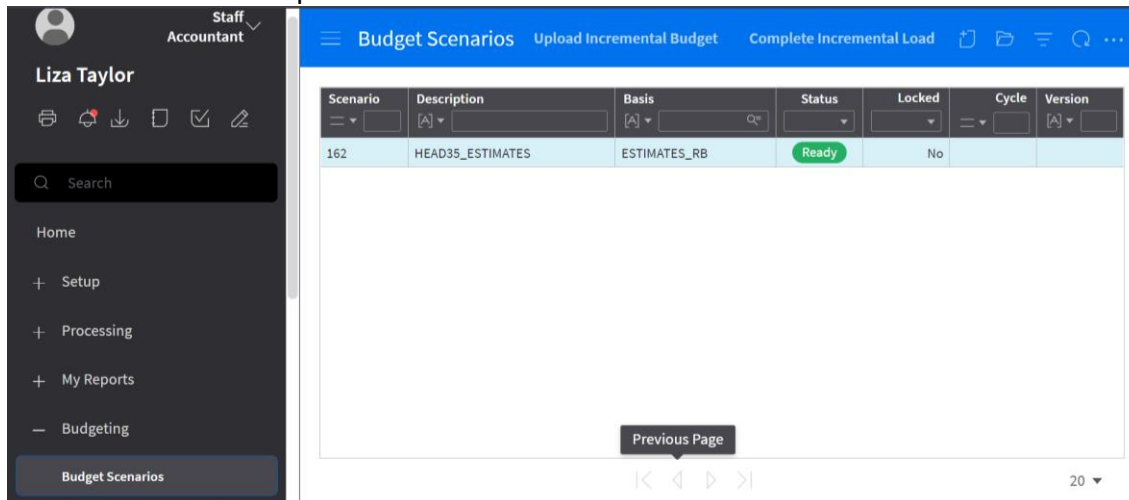 Staff
Accountant
Liza Taylor
Search
Home
+ Setup
+ Processing
+ My Reports
– Budgeting
Budget Scenarios
Budget Scenarios Upload Incremental Budget Complete Incremental Load
Scenario Description Basis Status Locked Cycle Version
= [A] [A] = [A]
162 HEAD35_ESTIMATES ESTIMATES_RB Ready No
Previous Page
20